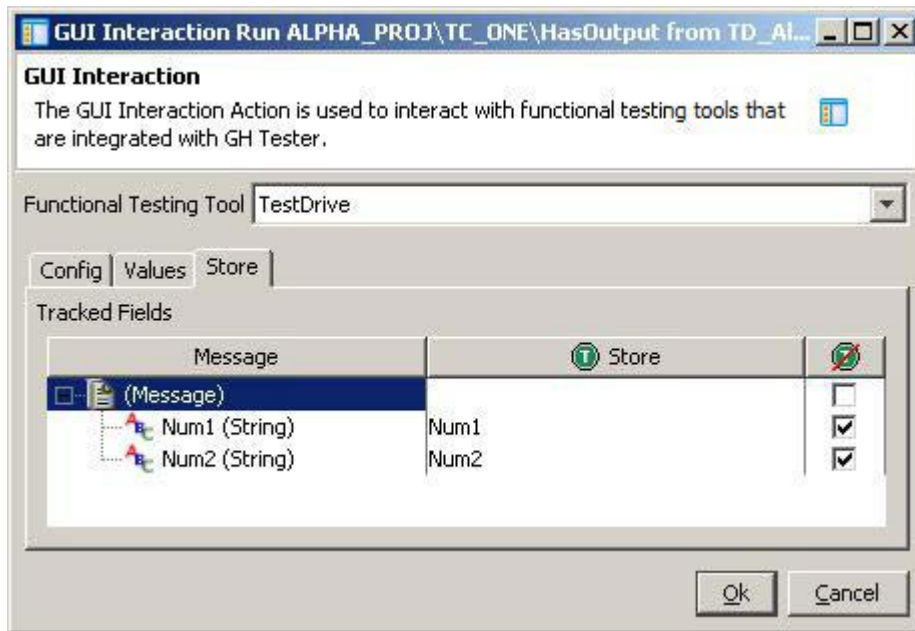 GUI Interaction Run ALPHA_PROJ\TC_ONE\HasOutput from TD_Al...
GUI Interaction
The GUI Interaction Action is used to interact with functional testing tools that
are integrated with GH Tester.
Functional Testing Tool TestDrive
Config Values Store
Tracked Fields
Message T Store
(Message)
Num1 (String) Num1
Num2 (String) Num2
Ok Cancel